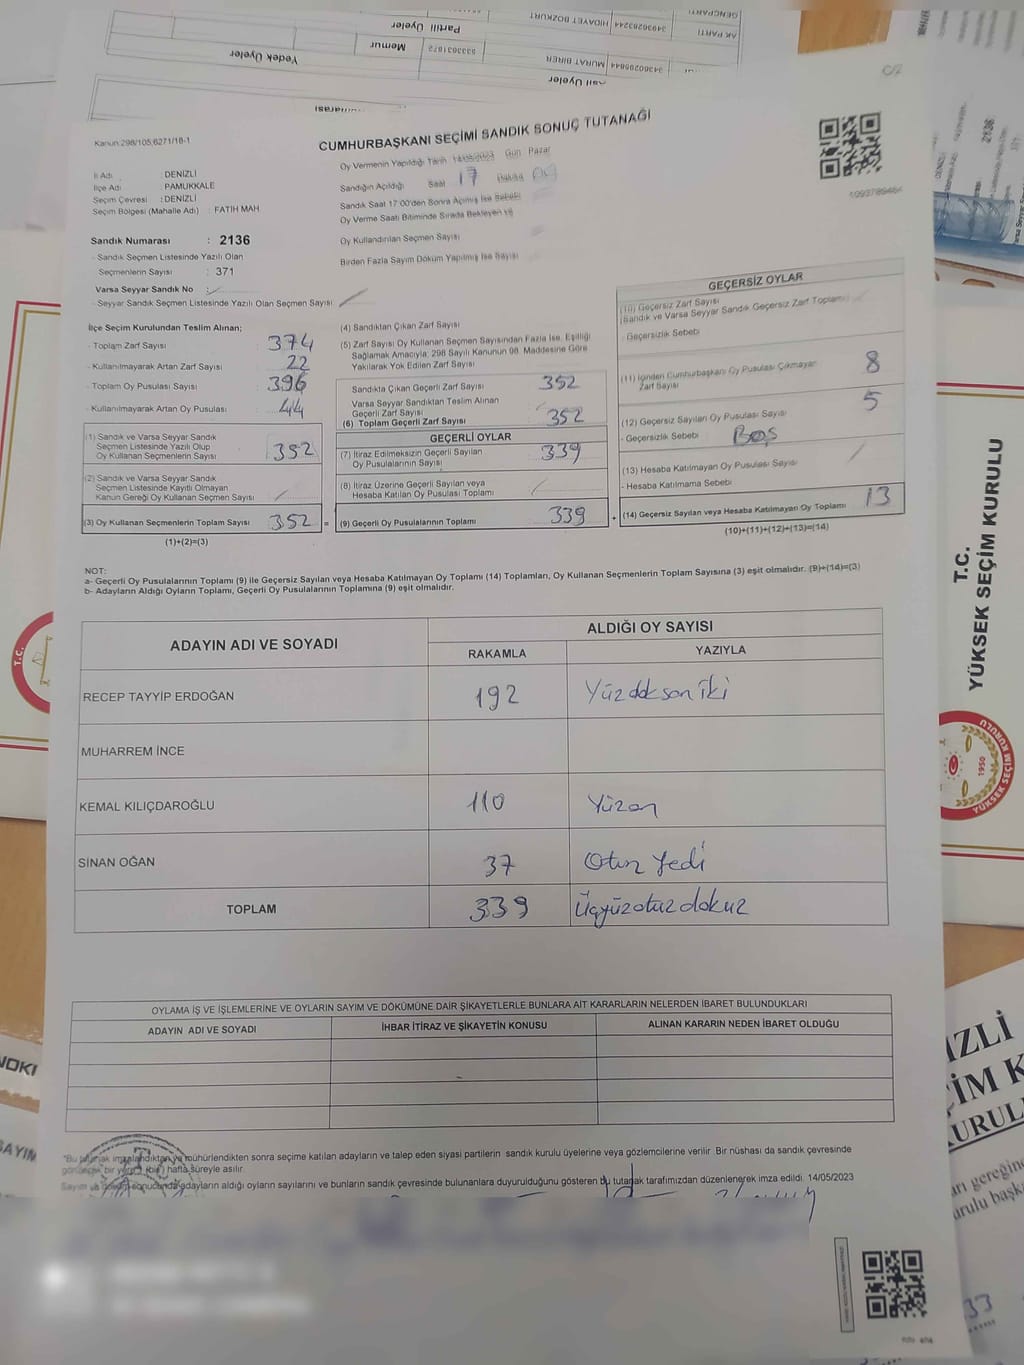 Kanun:298/105;6271/18-1
CUMHURBAŞKANI SEÇİMİ SANDIK SONUÇ TUTANAĞI
İl Adı : DENİZLİ
İlçe Adı : PAMUKKALE
Seçim Çevresi : DENİZLİ
Seçim Bölgesi (Mahalle Adı) : FATİH MAH.
Sandık Numarası : 2136
- Sandık Seçmen Listesinde Yazılı Olan
Seçmenlerin Sayısı : 371
Varsa Seyyar Sandık No :
- Seyyar Sandık Seçmen Listesinde Yazılı Olan Seçmen Sayısı :
Oy Vermenin Yapıldığı Tarih 14/05/2023 Gün Pazar
Sandığın Açıldığı Saat 17 Dakika
Sandık Saat 17:00'den Sonra Açılmış İse Sebebi
Oy Verme Saati Bitiminde Sırada Bekleyen
Oy Kullandırılan Seçmen Sayısı
Birden Fazla Sayım Döküm Yapılmış İse Sayısı
İlçe Seçim Kurulundan Teslim Alınan;
- Toplam Zarf Sayısı : 374
- Kullanılmayarak Artan Zarf Sayısı : 22
- Toplam Oy Pusulası Sayısı : 396
- Kullanılmayarak Artan Oy Pusulası : 44
(1) Sandık ve Varsa Seyyar Sandık
Seçmen Listesinde Yazılı Olup
Oy Kullanan Seçmenlerin Sayısı : 352
(2) Sandık ve Varsa Seyyar Sandık
Seçmen Listesinde Kayıtlı Olmayan
Kanun Gereği Oy Kullanan Seçmen Sayısı :
(3) Oy Kullanan Seçmenlerin Toplam Sayısı : 352 =
(1)+(2)=(3)
(4) Sandıktan Çıkan Zarf Sayısı
(5) Zarf Sayısı Oy Kullanan Seçmen Sayısından Fazla İse, Eşitliği
Sağlamak Amacıyla; 298 Sayılı Kanunun 98. Maddesine Göre
Yakılarak Yok Edilen Zarf Sayısı
Sandıkta Çıkan Geçerli Zarf Sayısı 352
Varsa Seyyar Sandıktan Teslim Alınan
Geçerli Zarf Sayısı
(6) Toplam Geçerli Zarf Sayısı 352
GEÇERLİ OYLAR
(7) İtiraz Edilmeksizin Geçerli Sayılan
Oy Pusulasının Sayısı 339
(8) İtiraz Üzerine Geçerli Sayılan veya
Hesaba Katılan Oy Pusulası Toplamı
(9) Geçerli Oy Pusulalarının Toplamı 339 +
GEÇERSİZ OYLAR
(10) Geçersiz Zarf Sayısı
(Sandık ve Varsa Seyyar Sandık Geçersiz Zarf Toplamı)
- Geçersizlik Sebebi
(11) İçinden Cumhurbaşkanı Oy Pusulası Çıkmayan
Zarf Sayısı 8
(12) Geçersiz Sayılan Oy Pusulası Sayısı 5
- Geçersizlik Sebebi BOŞ
(13) Hesaba Katılmayan Oy Pusulası Sayısı
- Hesaba Katılmama Sebebi
(14) Geçersiz Sayılan veya Hesaba Katılmayan Oy Toplamı 13
(10)+(11)+(12)+(13)=(14)
NOT:
a- Geçerli Oy Pusulalarının Toplamı (9) ile Geçersiz Sayılan veya Hesaba Katılmayan Oy Toplamı (14) Toplamları, Oy Kullanan Seçmenlerin Toplam Sayısına (3) eşit olmalıdır. (9)+(14)=(3)
b- Adayların Aldığı Oyların Toplamı, Geçerli Oy Pusulalarının Toplamına (9) eşit olmalıdır.
ADAYIN ADI VE SOYADI
ALDIĞI OY SAYISI
RAKAMLA YAZIYLA
RECEP TAYYİP ERDOĞAN 192 Yüzdoksan iki
MUHARREM İNCE
KEMAL KILIÇDAROĞLU 110 Yüzon
SİNAN OĞAN 37 Otuz Yedi
TOPLAM 339 Üçyüzotuz dokuz
OYLAMA İŞ VE İŞLEMLERİNE VE OYLARIN SAYIM VE DÖKÜMÜNE DAİR ŞİKAYETLERLE BUNLARA AİT KARARLARIN NELERDEN İBARET BULUNDUKLARI
ADAYIN ADI VE SOYADI İHBAR İTİRAZ VE ŞİKAYETİN KONUSU ALINAN KARARIN NEDEN İBARET OLDUĞU
"Bu tutanak imzalandıktan ve mühürlendikten sonra seçime katılan adayların ve talep eden siyasi partilerin sandık kurulu üyelerine veya gözlemcilerine verilir. Bir nüshası da sandık çevresinde
görülecek bir yere 1 (bir) hafta süreyle asılır.
Sayım ve döküm sonucunda adayların aldığı oyların sayılarını ve bunların sandık çevresinde bulunanlara duyurulduğunu gösteren bu tutanak tarafımızdan düzenlenerek imza edildi. 14/05/2023
Yedek Üyeler
Memur
Partili Üyeler
MURAT BİRER
HİDAYET BOZKURT
AK PARTİ
GENÇPARTİ
T.C.
YÜKSEK SEÇİM KURULU
YÜKSEK SEÇİM KURULU
1950
T.C.
2136
33